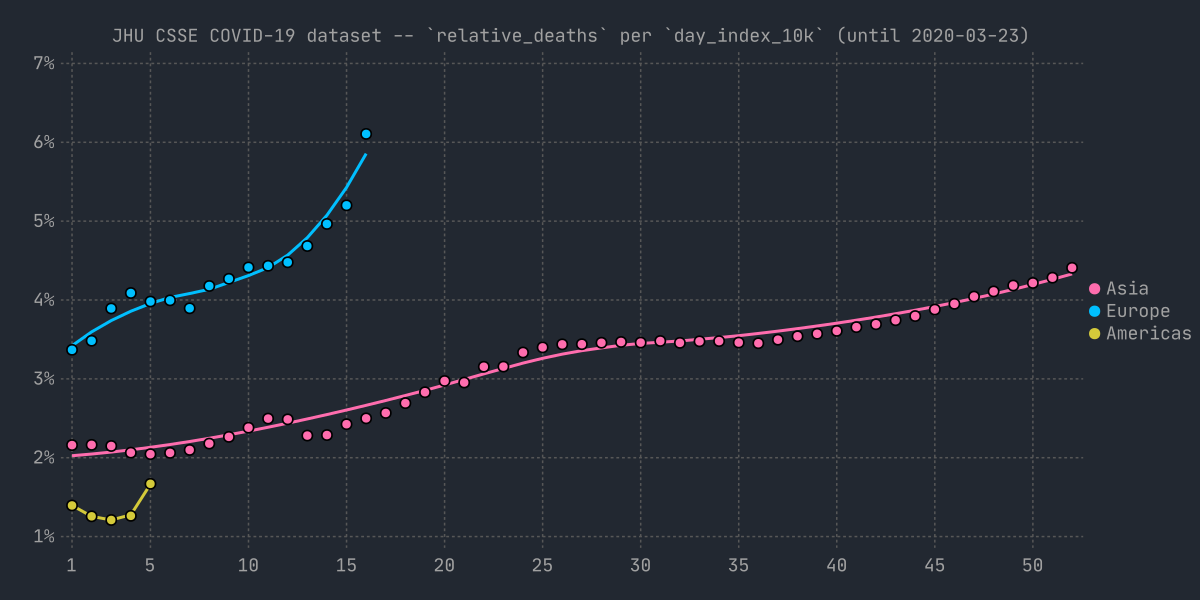 JHU CSSE COVID-19 dataset -- `relative_deaths` per `day_index_10k` (until 2020-03-23)
7%
6%
5%
4%
3%
2%
1%
Asia
Europe
Americas
1 5 10 15 20 25 30 35 40 45 50